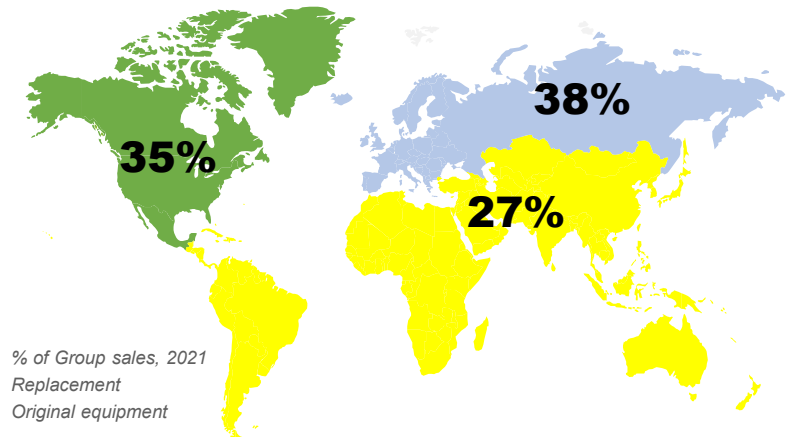 38%
35%
27%
% of Group sales, 2021
Replacement
Original equipment